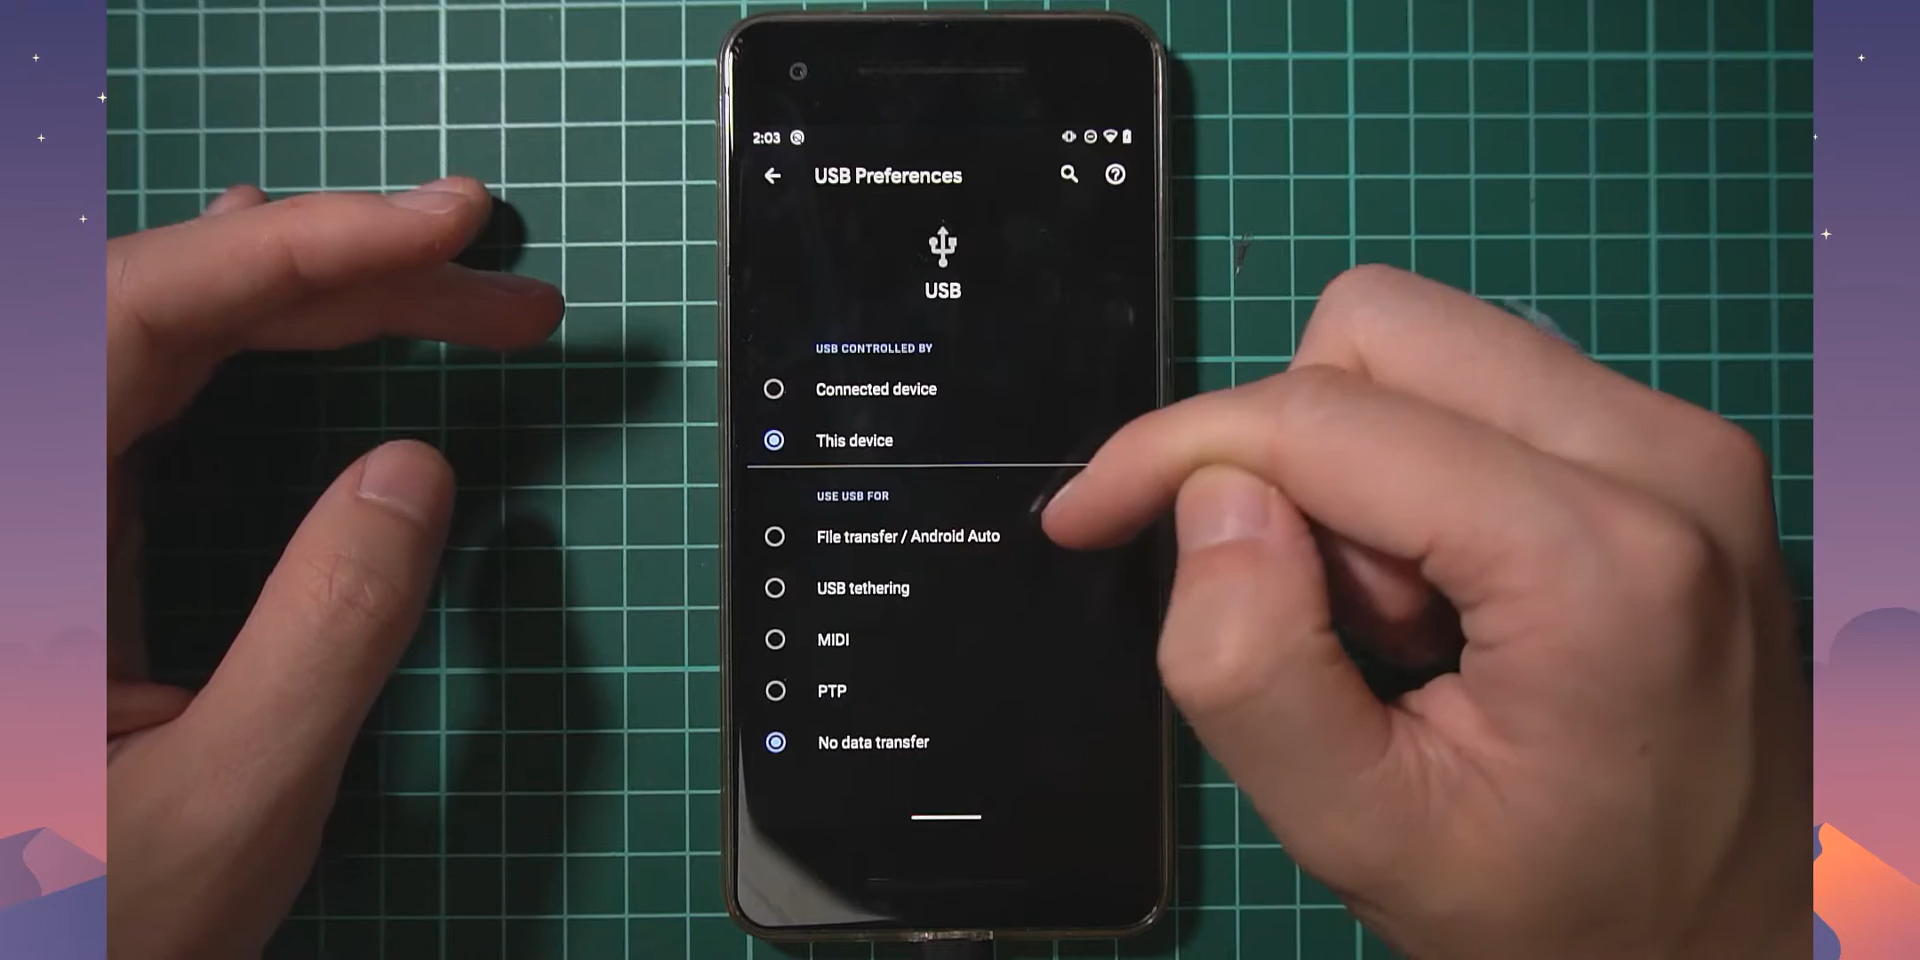 2:03
USB Preferences
USB
USB CONTROLLED BY
Connected device
This device
USE USB FOR
File transfer / Android Auto
USB tethering
MIDI
PTP
No data transfer